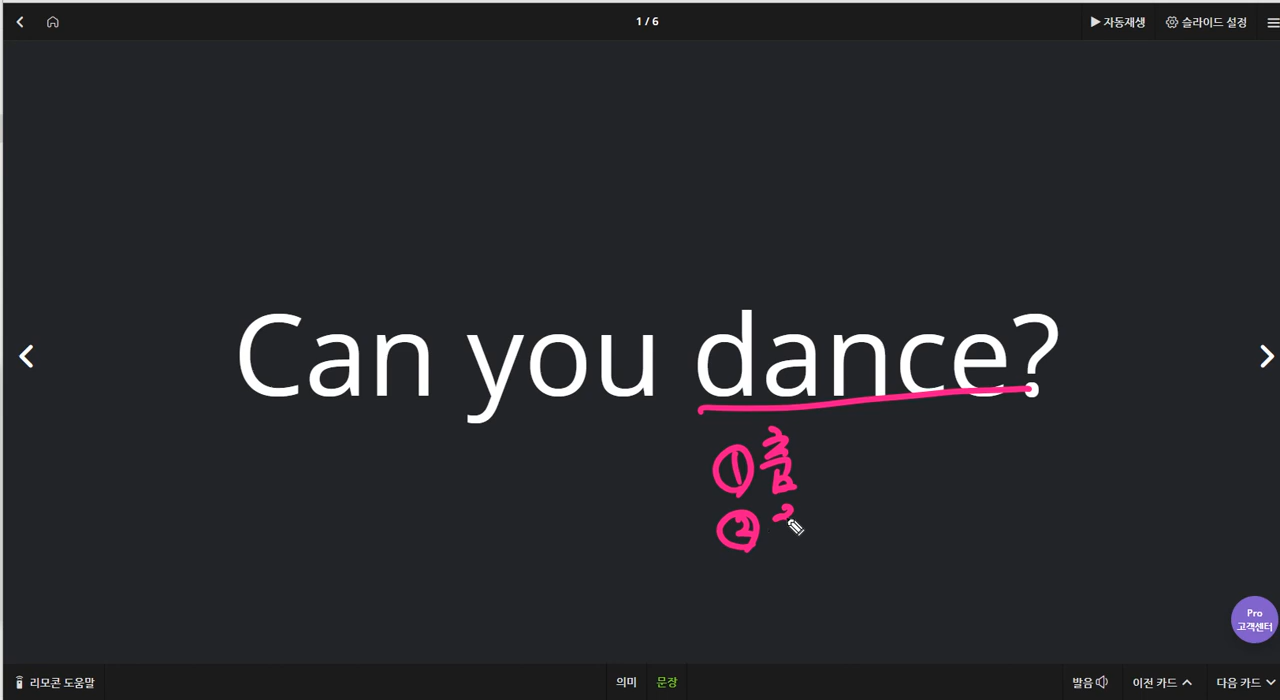 1 / 6
자동재생
슬라이드 설정
Can you dance?
① 춤
②
Pro
고객센터
리모콘 도움말
의미
문장
발음
이전 카드
다음 카드